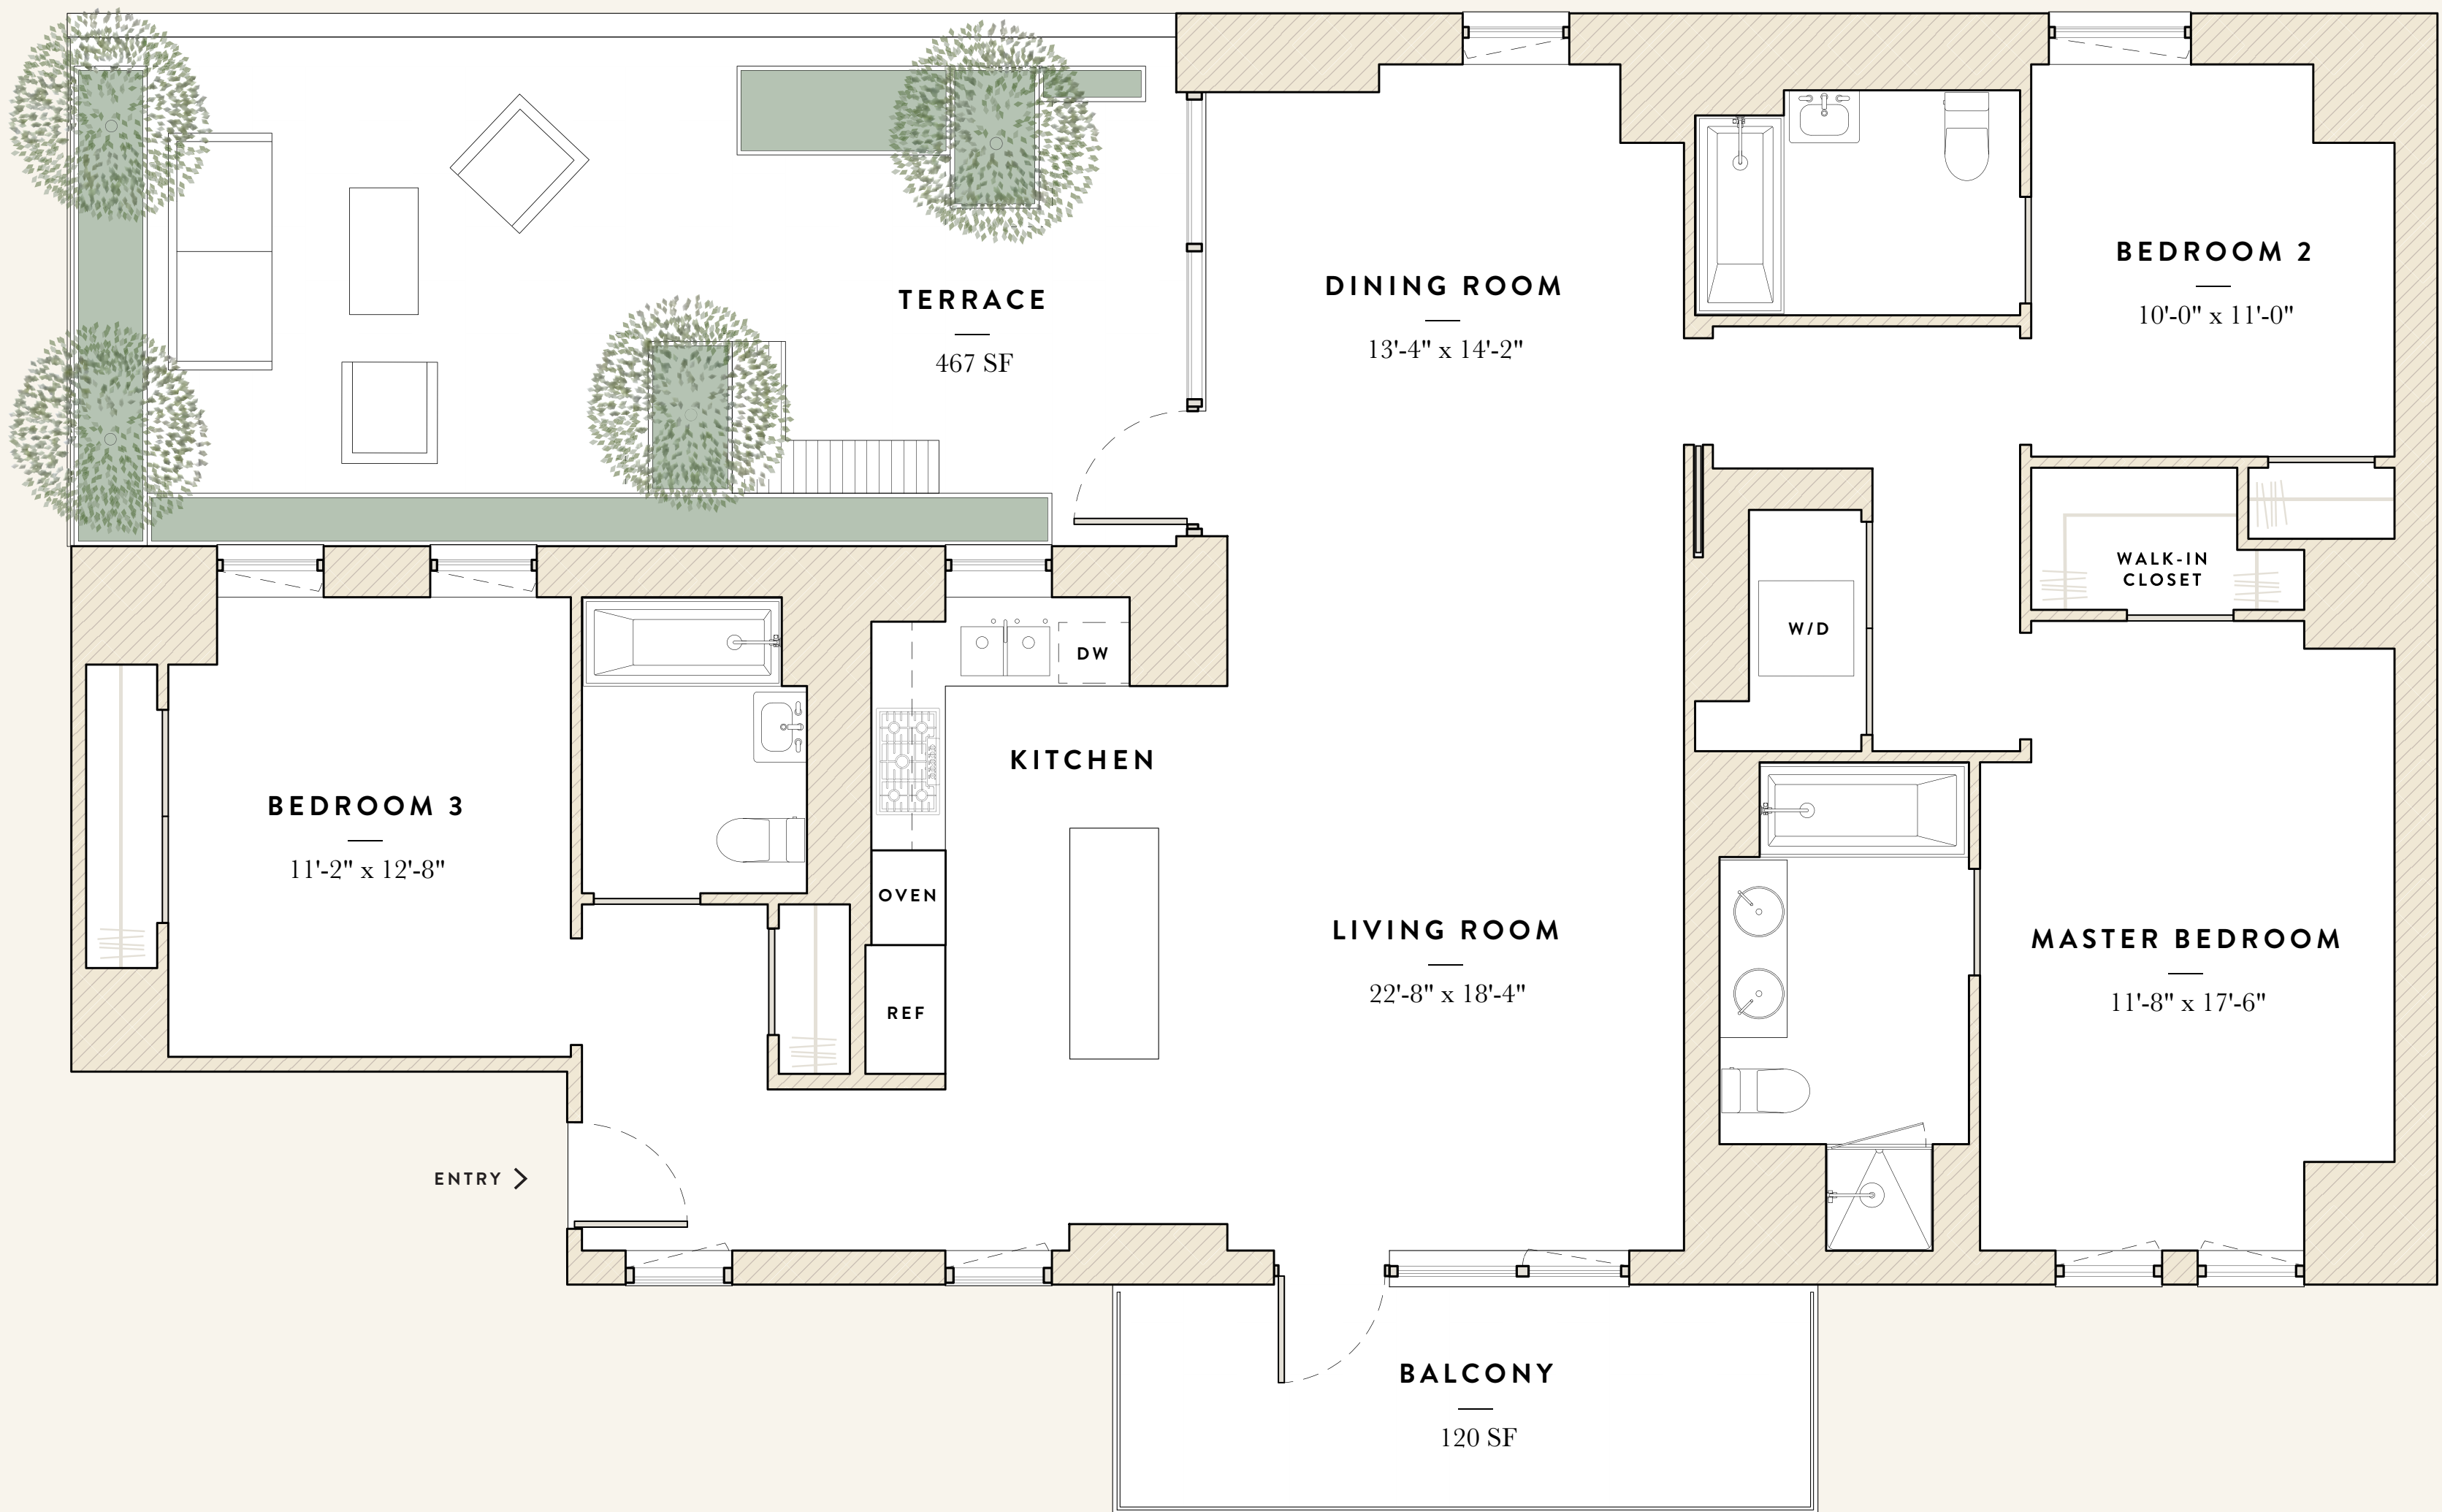 TERRACE
467 SF
DINING ROOM
13'-4" x 14'-2"
BEDROOM 2
10'-0" x 11'-0"
WALK-IN
CLOSET
W/D
DW
KITCHEN
BEDROOM 3
11'-2" x 12'-8"
OVEN
REF
LIVING ROOM
22'-8" x 18'-4"
MASTER BEDROOM
11'-8" x 17'-6"
ENTRY >
BALCONY
120 SF